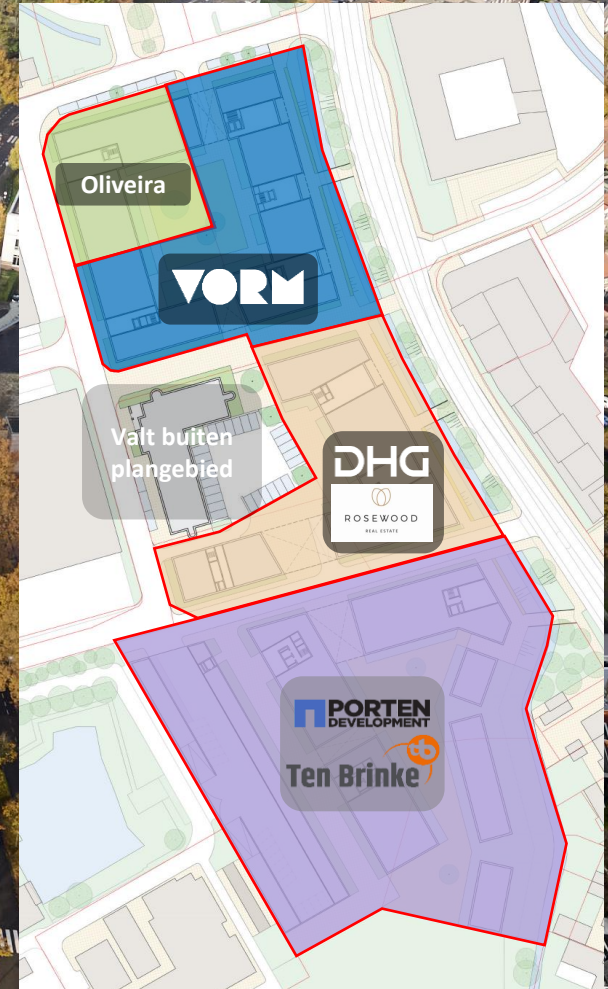 Oliveira
VORM
Valt buiten
plangebied
DHG
ROSEWOOD
REAL ESTATE
PORTEN
DEVELOPMENT
Ten Brinke